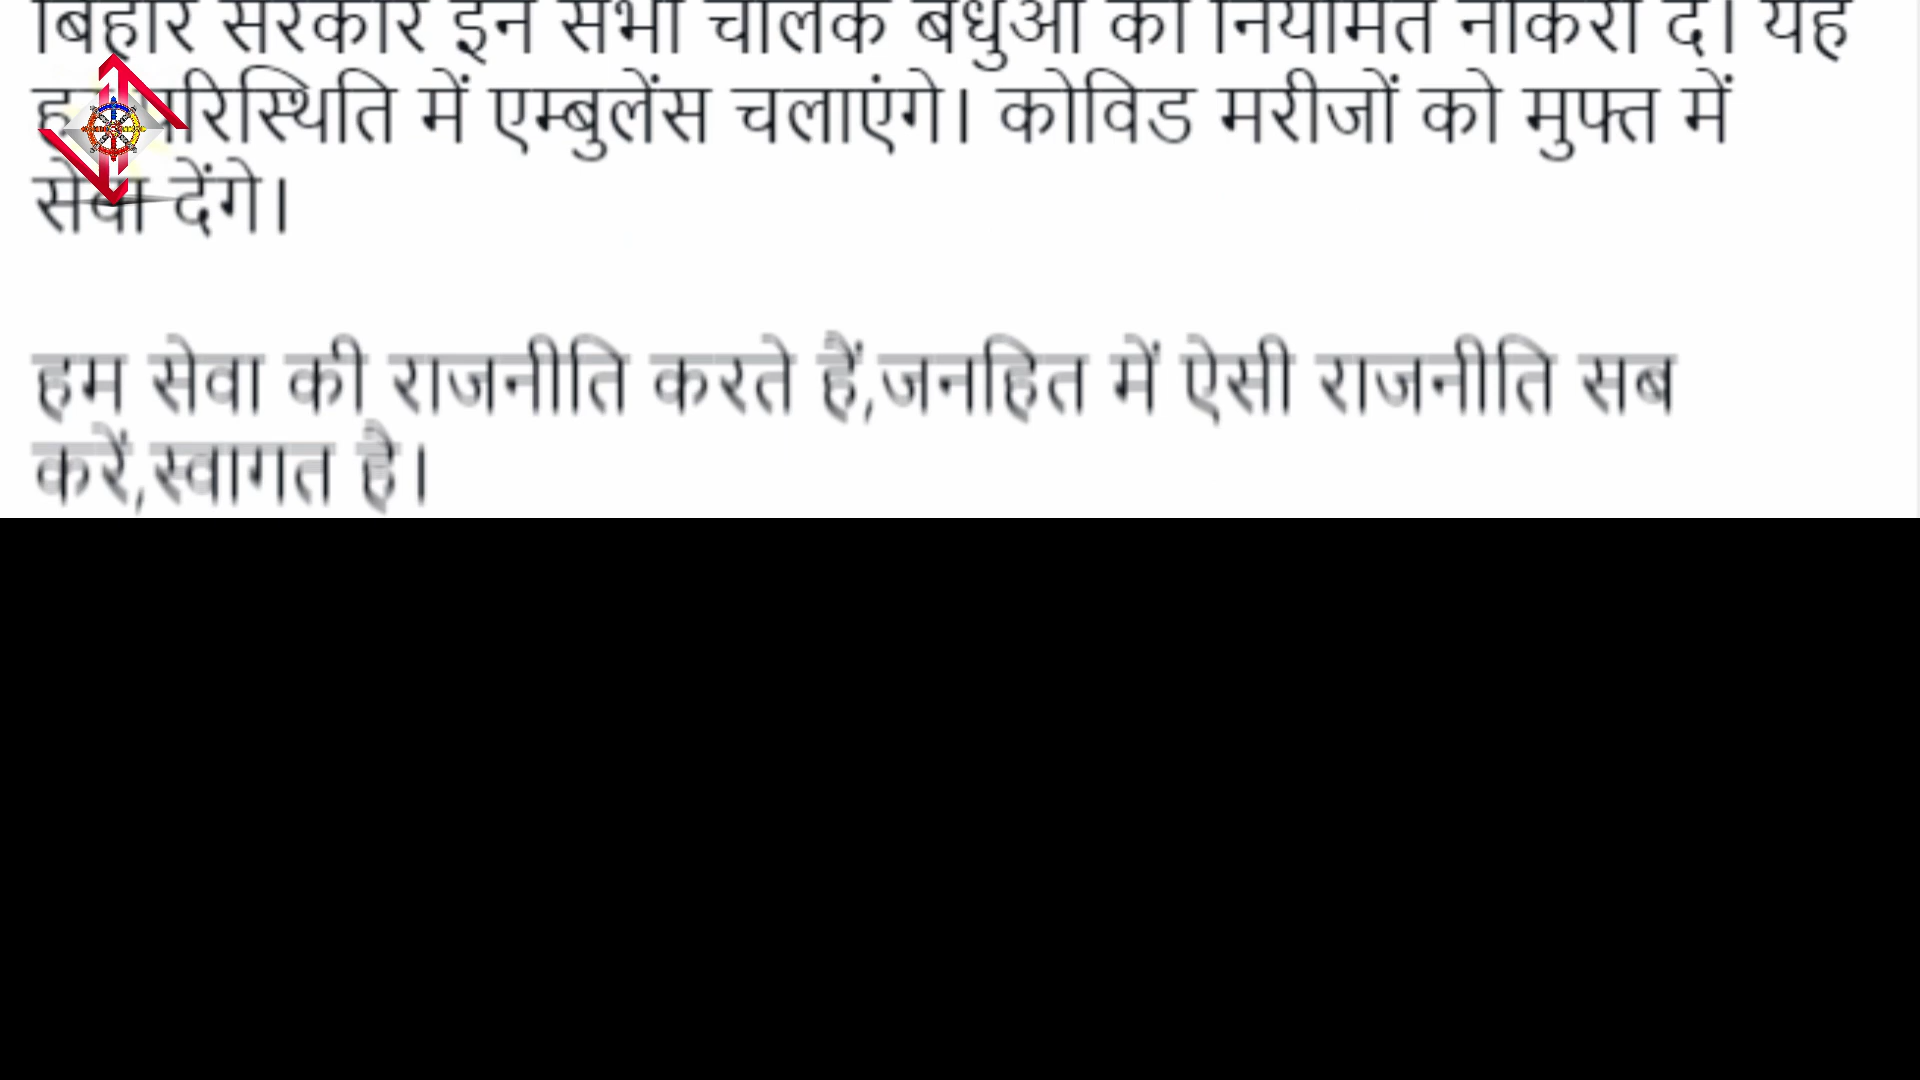 बिहार सरकार इन सभी चालक बंधुओं को नियमित नौकरी दें। यह
परिस्थिति में एम्बुलेंस चलाएंगे। कोविड मरीजों को मुफ्त में
सेवा देंगे।
हम सेवा की राजनीति करते हैं,जनहित में ऐसी राजनीति सब
करें,स्वागत है।